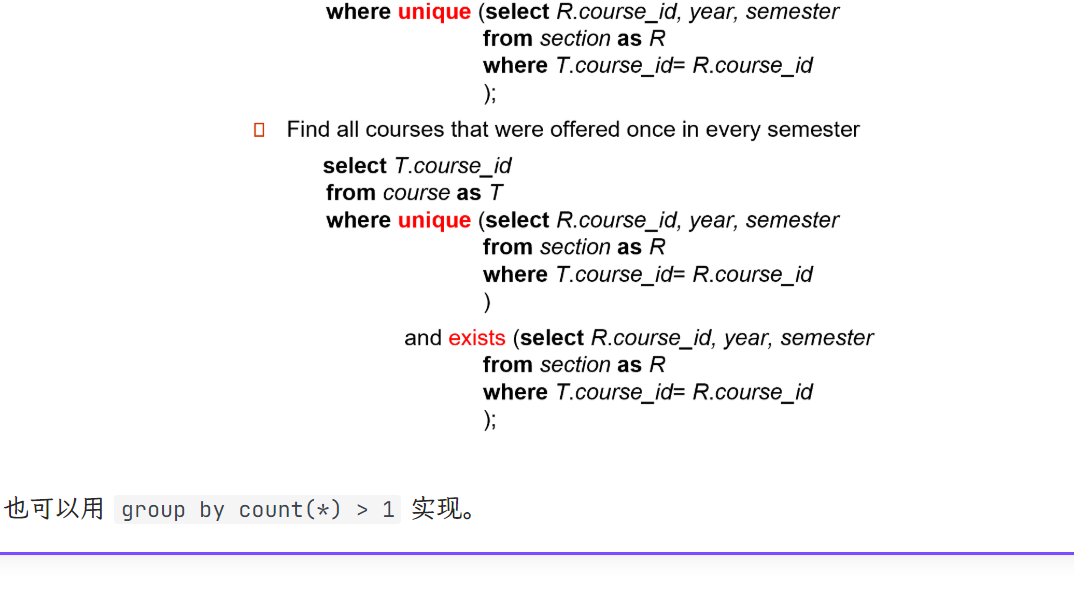 where unique (select R.course_id, year, semester
from section as R
where T.course_id= R.course_id
);
Find all courses that were offered once in every semester
select T.course_id
from course as T
where unique (select R.course_id, year, semester
from section as R
where T.course_id= R.course_id
)
and exists (select R.course_id, year, semester
from section as R
where T.course_id= R.course_id
);
也可以用 group by count(*) > 1 实现。